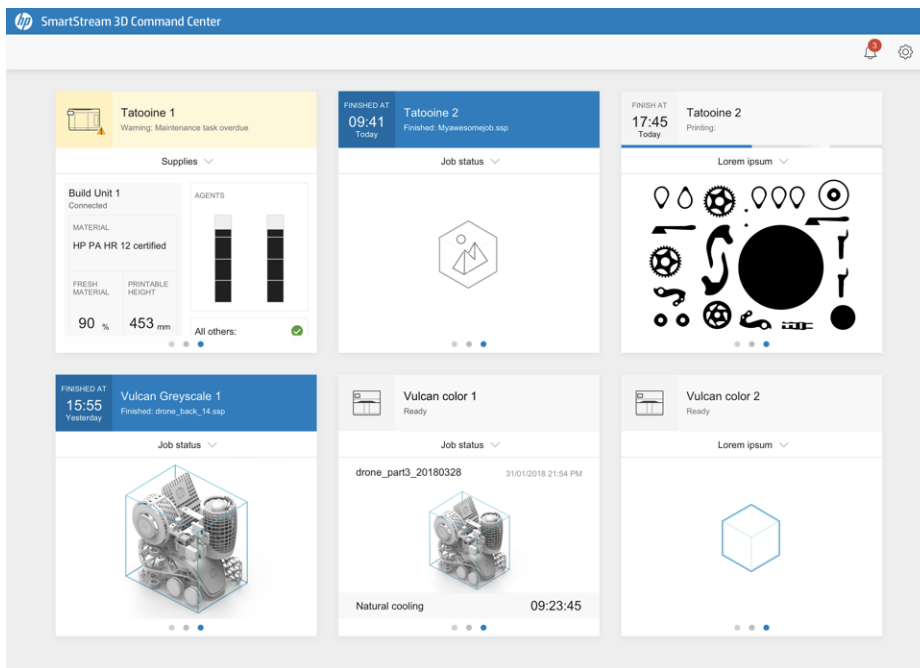 hp SmartStream 3D Command Center
3
Tatooine 1
Warning: Maintenance task overdue
Supplies
Build Unit 1
Connected
MATERIAL
HP PA HR 12 certified
FRESH MATERIAL
PRINTABLE HEIGHT
90 %
453 mm
AGENTS
All others:
FINISHED AT
09:41
Today
Tatooine 2
Finished: Myawesomejob.ssp
Job status
FINISH AT
17:45
Today
Tatooine 2
Printing:
Lorem ipsum
FINISHED AT
15:55
Yesterday
Vulcan Greyscale 1
Finished: drone_back_14.ssp
Job status
Vulcan color 1
Ready
Job status
drone_part3_20180328
31/01/2018 21:54 PM
Natural cooling
09:23:45
Vulcan color 2
Ready
Lorem ipsum